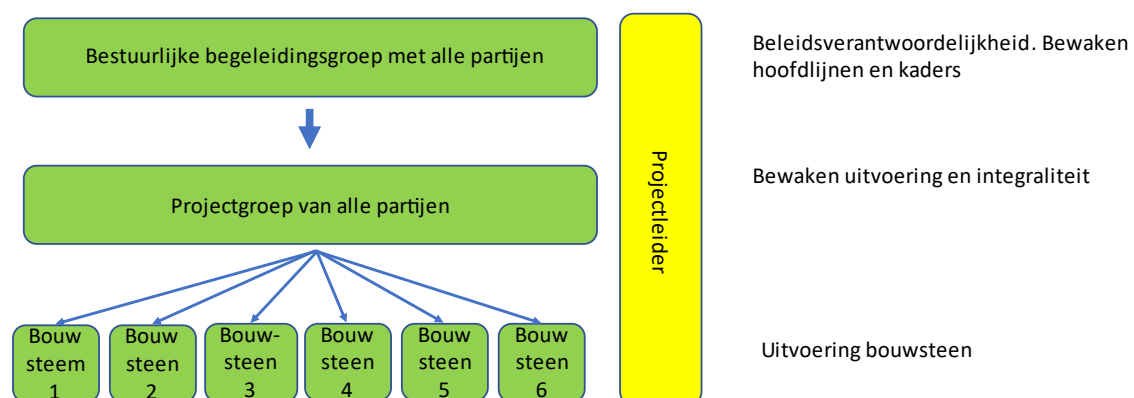 Bestuurlijke begeleidingsgroep met alle partijen
Beleidsverantwoordelijkheid. Bewaken
hoofdlijnen en kaders
Projectleider
Projectgroep van alle partijen
Bewaken uitvoering en integraliteit
Bouw
steem
1
Bouw
steen
2
Bouw-
steen
3
Bouw
steen
4
Bouw
steen
5
Bouw
steen
6
Uitvoering bouwsteen